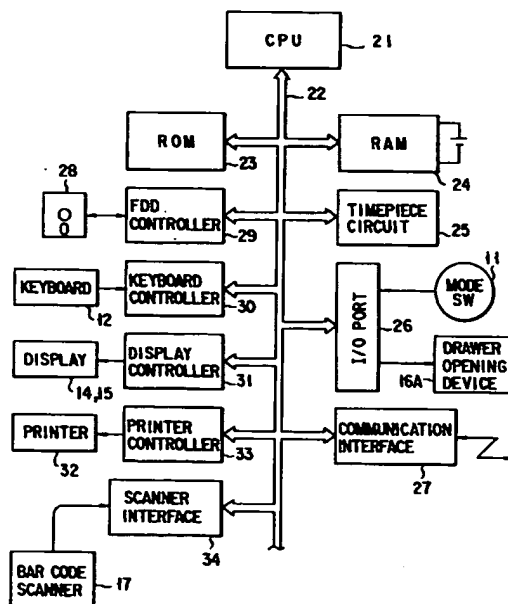 CPU
21
22
ROM
23
RAM
24
28
FDD
CONTROLLER
29
TIMEPIECE
CIRCUIT
25
KEYBOARD
12
KEYBOARD
CONTROLLER
30
I/O PORT
26
MODE
SW
11
DISPLAY
14,15
DISPLAY
CONTROLLER
31
DRAWER
OPENING
DEVICE
16A
PRINTER
32
PRINTER
CONTROLLER
33
COMMUNICATION
INTERFACE
27
SCANNER
INTERFACE
34
BAR CODE
SCANNER
17